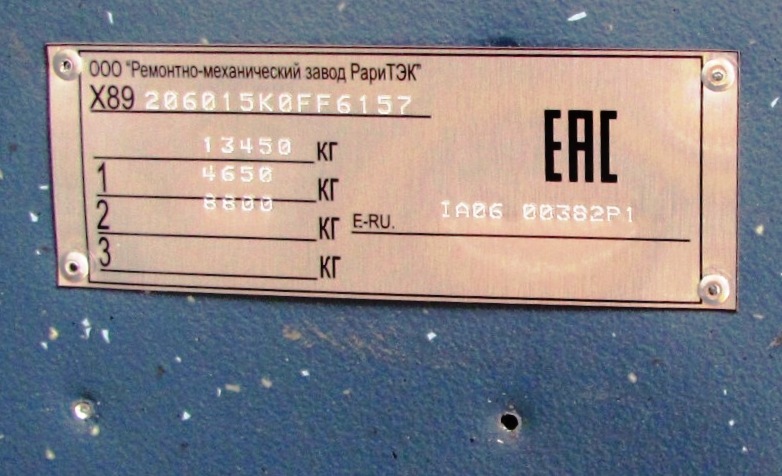 ООО "Ремонтно-механический завод РариТЭК"
X89 206015K0FF6157
EAC
13450 КГ
1 4650 КГ
2 8800 КГ
E-RU. IA06 00382P1
3 КГ